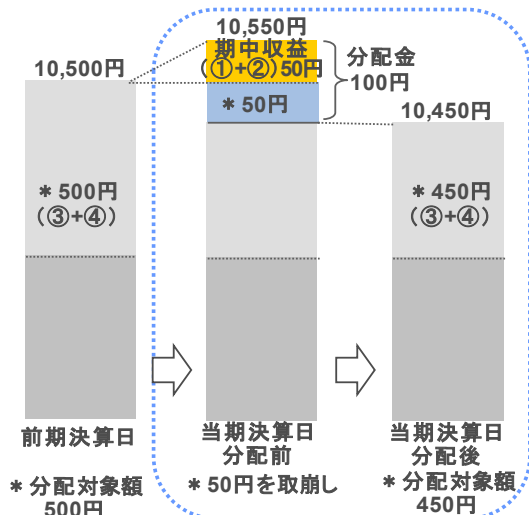 10,550円
期中収益
(①+②)50円
分配金
100円
10,500円
*50円
10,450円
*500円
(③+④)
*450円
(③+④)
前期決算日
当期決算日
分配前
当期決算日
分配後
*分配対象額
500円
*50円を取崩し
*分配対象額
450円